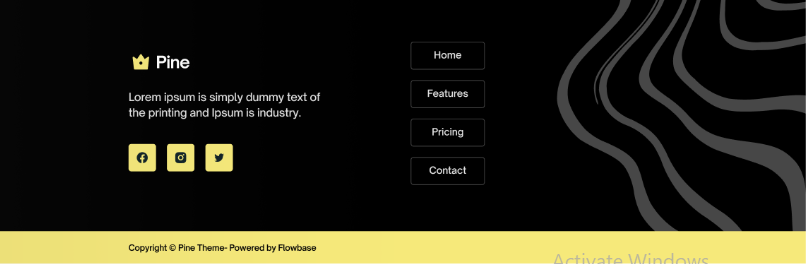 Pine
Lorem ipsum is simply dummy text of
the printing and Ipsum is industry.
Home
Features
Pricing
Contact
Copyright © Pine Theme- Powered by Flowbase
Activate Windows